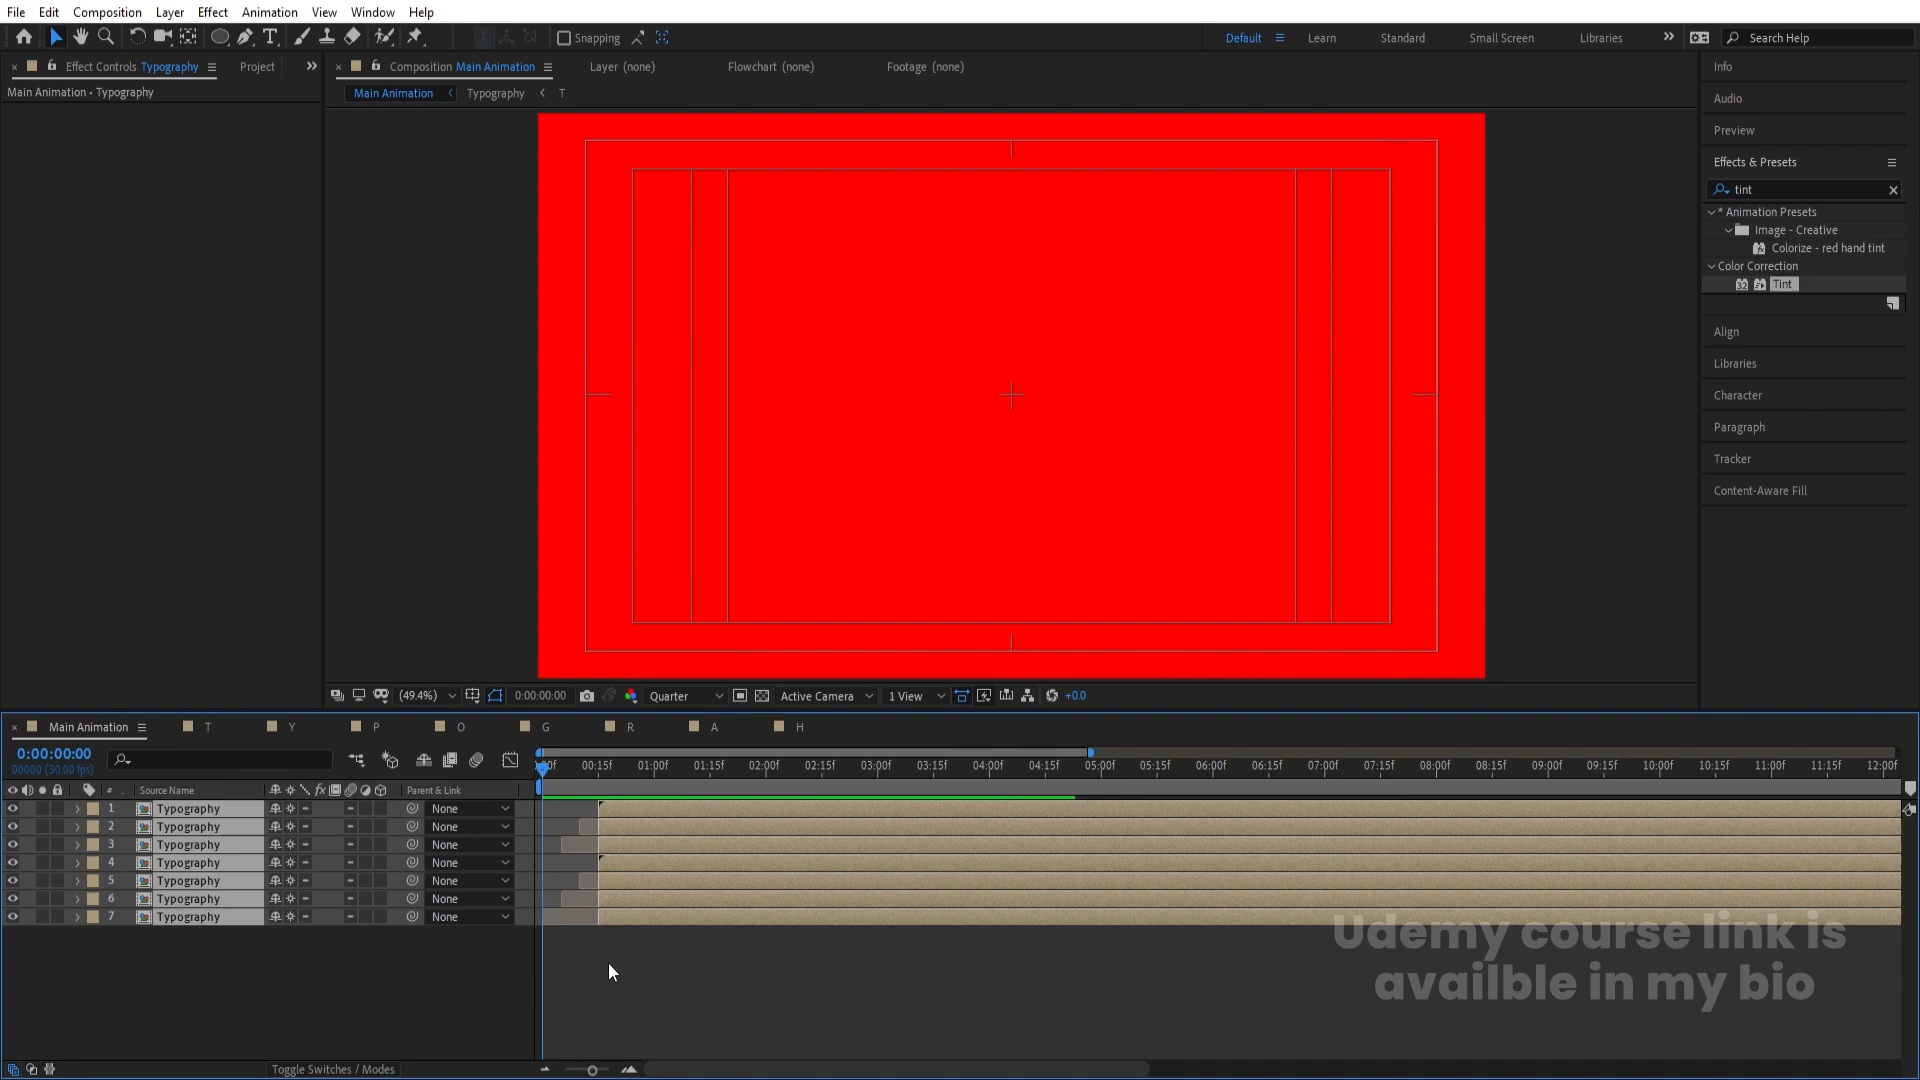 File Edit Composition Layer Effect Animation View Window Help
Snapping Default Learn Standard Small Screen Libraries Search Help
Effect Controls Typography Project Composition Main Animation Layer (none) Flowchart (none) Footage (none) Info
Main Animation • Typography Main Animation Typography T
Audio
Preview
Effects & Presets
tint
* Animation Presets
Image - Creative
Colorize - red hand tint
Color Correction
32 Tint
Align
Libraries
Character
Paragraph
Tracker
Content-Aware Fill
(49.4%) 0:00:00:00 Quarter Active Camera 1 View +0.0
Main Animation T Y P O G R A H
0:00:00:00
00000 (30.00 fps)
00f 00:15f 01:00f 01:15f 02:00f 02:15f 03:00f 03:15f 04:00f 04:15f 05:00f 05:15f 06:00f 06:15f 07:00f 07:15f 08:00f 08:15f 09:00f 09:15f 10:00f 10:15f 11:00f 11:15f 12:00f
# Source Name fx Parent & Link
1 Typography None
2 Typography None
3 Typography None
4 Typography None
5 Typography None
6 Typography None
7 Typography None
Udemy course link is
availble in my bio
Toggle Switches / Modes